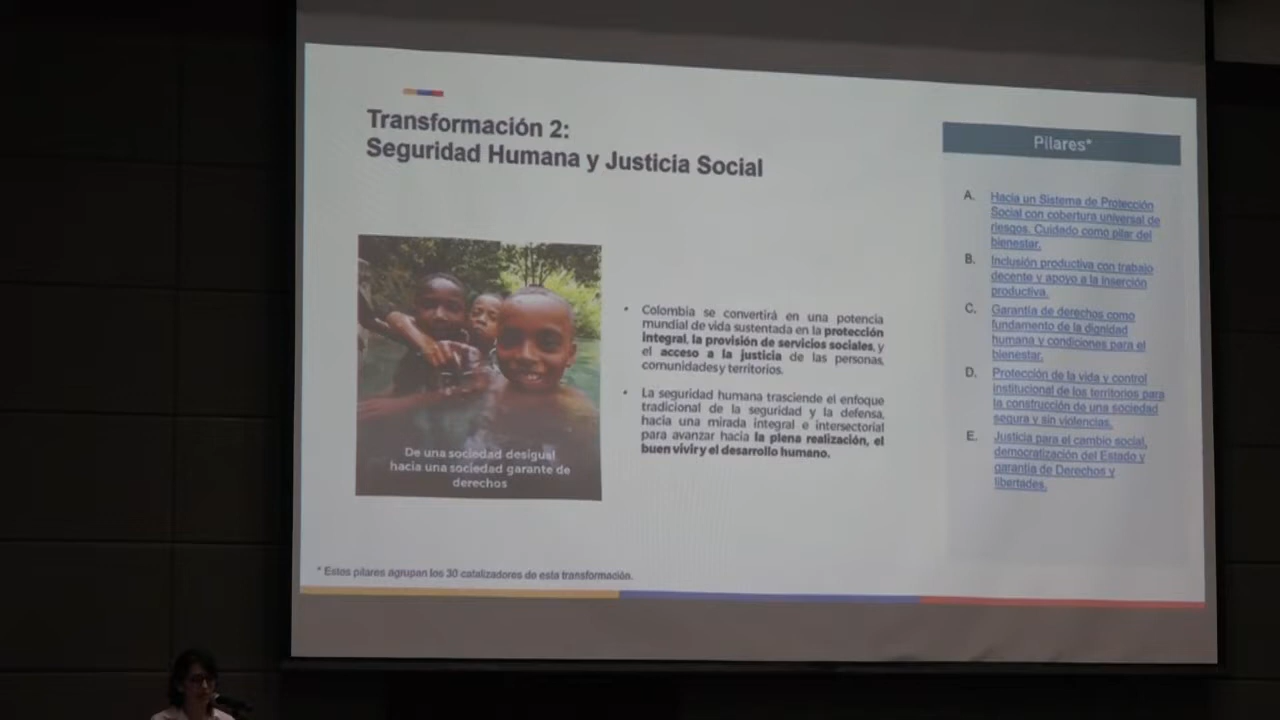 Transformación 2:
Seguridad Humana y Justicia Social
De una sociedad desigual
hacia una sociedad garante de
derechos
• Colombia se convertirá en una potencia
mundial de vida sustentada en la protección
integral, la provisión de servicios sociales, y
el acceso a la justicia de las personas,
comunidades y territorios.
• La seguridad humana trasciende el enfoque
tradicional de la seguridad y la defensa,
hacia una mirada integral e intersectorial
para avanzar hacia la plena realización, el
buen vivir y el desarrollo humano.
Pilares*
A. Hacia un Sistema de Protección
Social con cobertura universal de
riesgos. Cuidado como pilar del
bienestar.
B. Inclusión productiva con trabajo
decente y apoyo a la inserción
productiva.
C. Garantía de derechos como
fundamento de la dignidad
humana y condiciones para el
bienestar.
D. Protección de la vida y control
institucional de los territorios para
la construcción de una sociedad
segura y sin violencias.
E. Justicia para el cambio social,
democratización del Estado y
garantía de Derechos y
libertades.
* Estos pilares agrupan los 30 catalizadores de esta transformación.